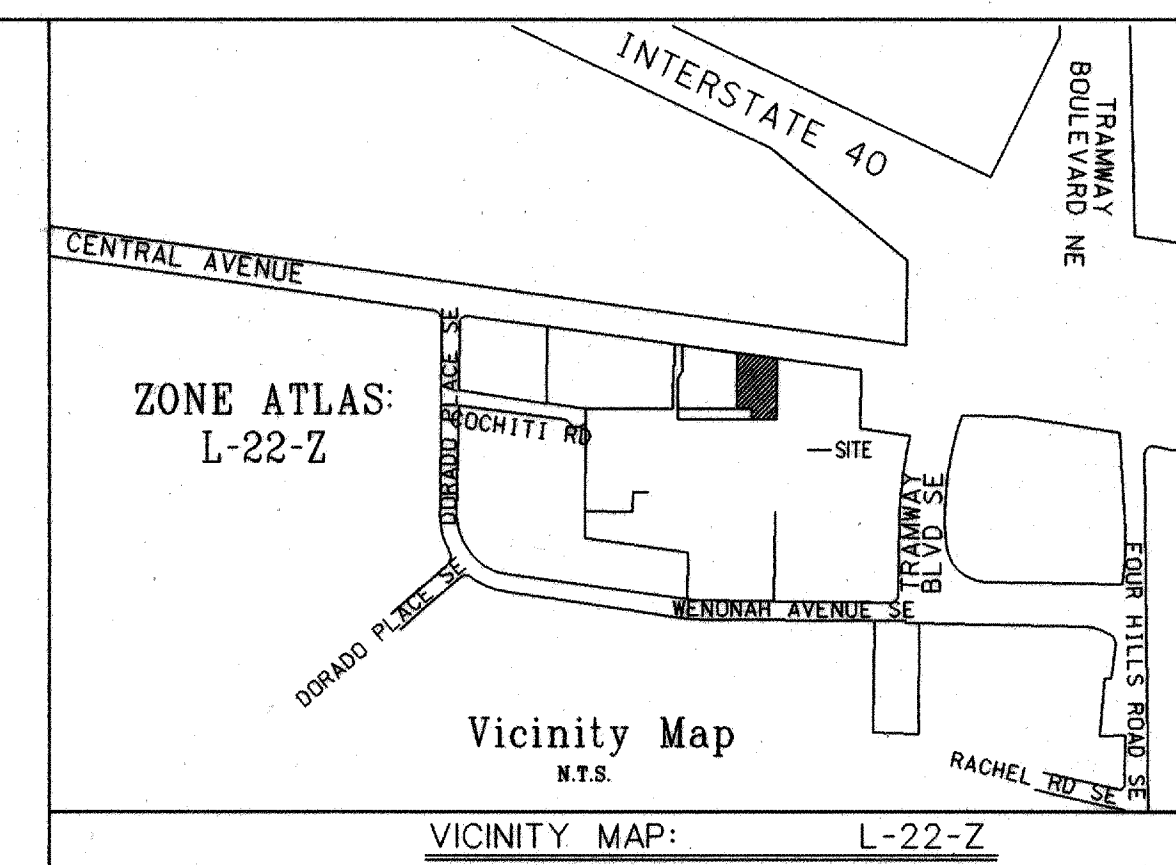 INTERSTATE 40
TRAMWAY
BOULEVARD NE
CENTRAL AVENUE
DORADO PLACE SE
ZONE ATLAS:
L-22-Z
COCHITI RD
SITE
TRAMWAY
BLVD SE
FOUR HILLS ROAD SE
WENONAH AVENUE SE
DORADO PLACE SE
Vicinity Map
N.T.S.
RACHEL RD SE
VICINITY MAP: L-22-Z